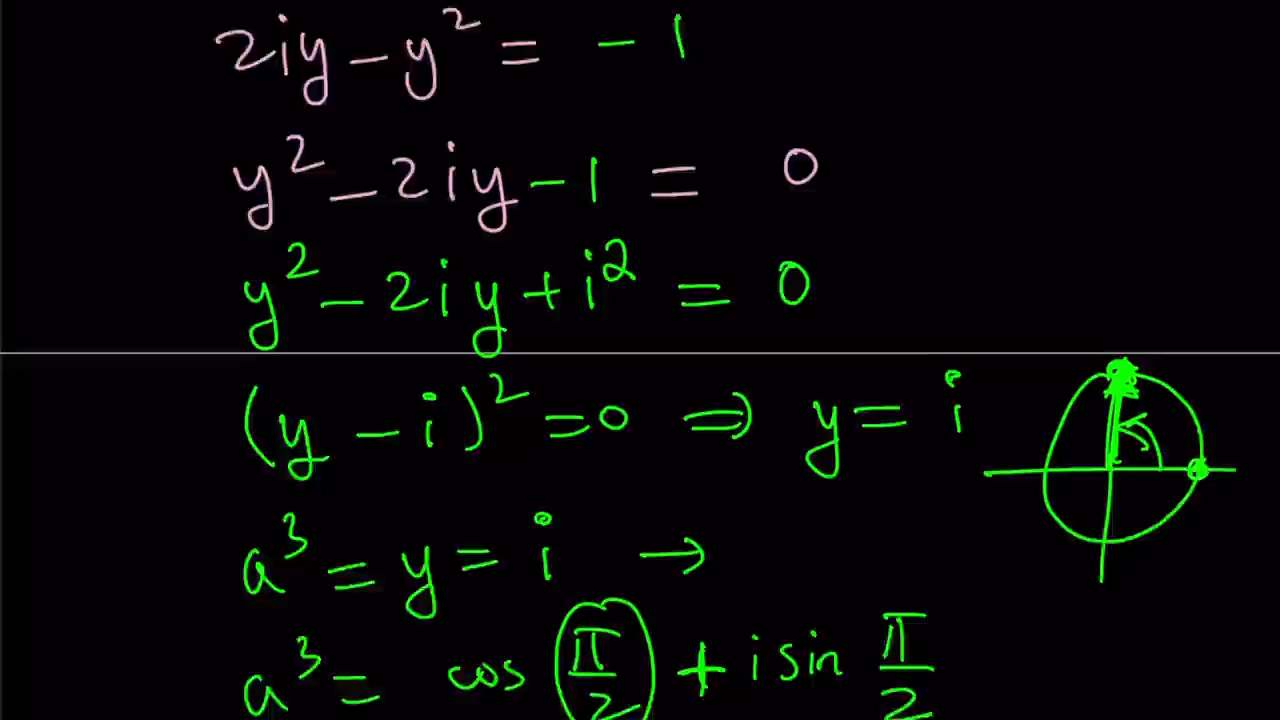 2iy − y² = −1
y² − 2iy − 1 = 0
y² − 2iy + i² = 0
(y − i)² = 0 ⇒ y = i
a³ = y = i →
a³ = cos π/2 + i sin π/2